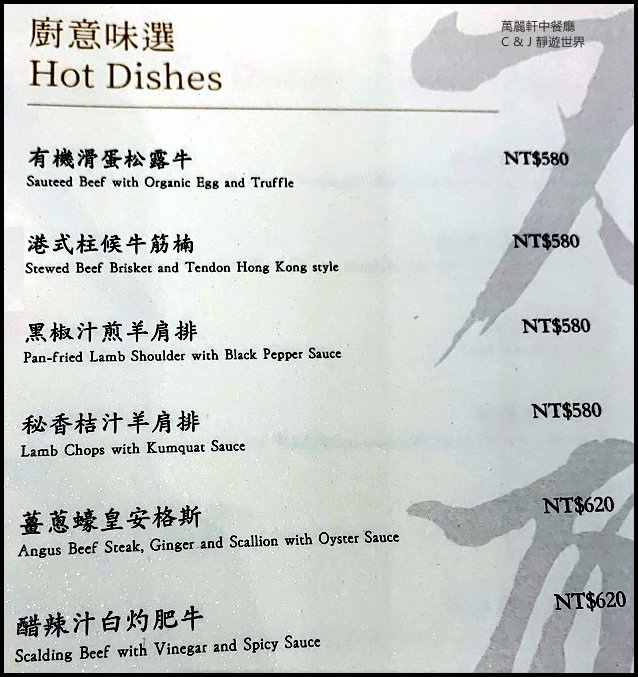 廚意味選
Hot Dishes
萬麗軒中餐廳
C & J 靜遊世界
有機滑蛋松露牛
NT$580
Sauteed Beef with Organic Egg and Truffle
港式柱候牛筋楠
NT$580
Stewed Beef Brisket and Tendon Hong Kong style
黑椒汁煎羊肩排
NT$580
Pan-fried Lamb Shoulder with Black Pepper Sauce
秘香桔汁羊肩排
NT$580
Lamb Chops with Kumquat Sauce
薑蔥蠔皇安格斯
NT$620
Angus Beef Steak, Ginger and Scallion with Oyster Sauce
醋辣汁白灼肥牛
NT$620
Scalding Beef with Vinegar and Spicy Sauce